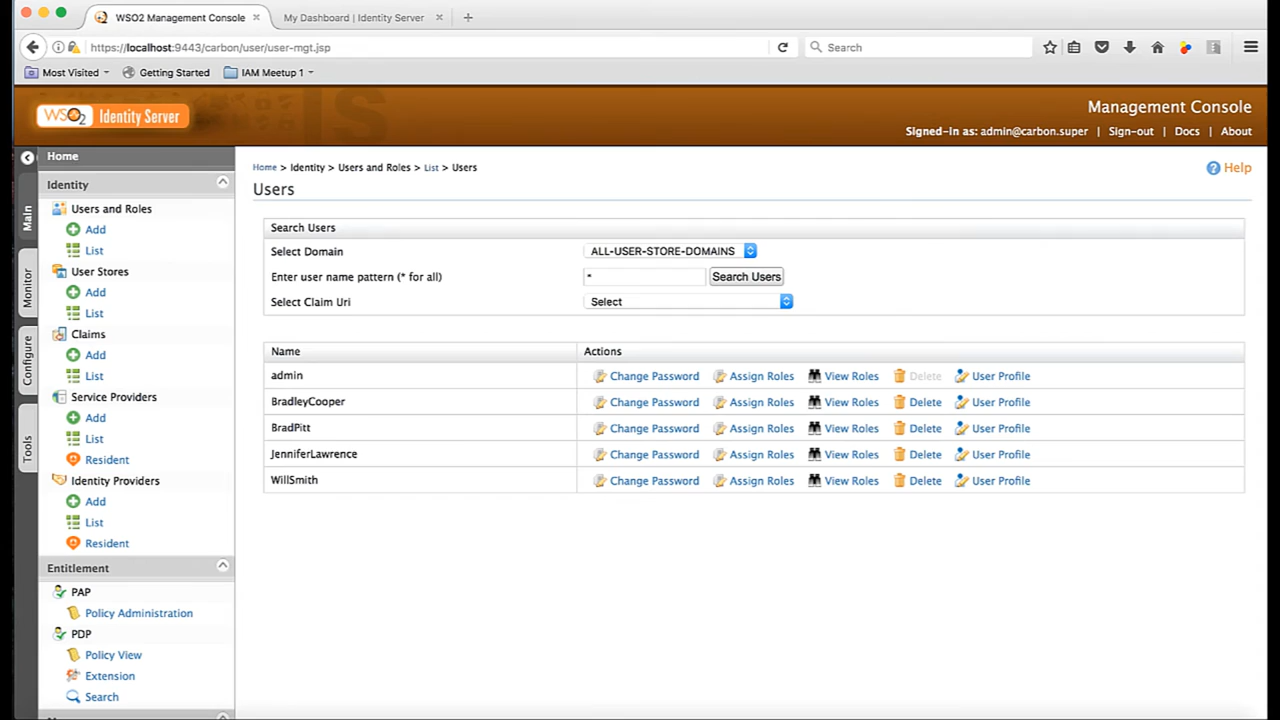 WSO2 Management Console
My Dashboard | Identity Server
https://localhost:9443/carbon/user/user-mgt.jsp
Search
Most Visited
Getting Started
IAM Meetup 1
WSO2 Identity Server
Management Console
Signed-in as: admin@carbon.super | Sign-out | Docs | About
Main
Monitor
Configure
Tools
Home
Identity
Users and Roles
Add
List
User Stores
Add
List
Claims
Add
List
Service Providers
Add
List
Resident
Identity Providers
Add
List
Resident
Entitlement
PAP
Policy Administration
PDP
Policy View
Extension
Search
Home > Identity > Users and Roles > List > Users
Help
Users
Search Users
Select Domain ALL-USER-STORE-DOMAINS
Enter user name pattern (* for all) * Search Users
Select Claim Uri Select
Name Actions
admin Change Password Assign Roles View Roles Delete User Profile
BradleyCooper Change Password Assign Roles View Roles Delete User Profile
BradPitt Change Password Assign Roles View Roles Delete User Profile
JenniferLawrence Change Password Assign Roles View Roles Delete User Profile
WillSmith Change Password Assign Roles View Roles Delete User Profile